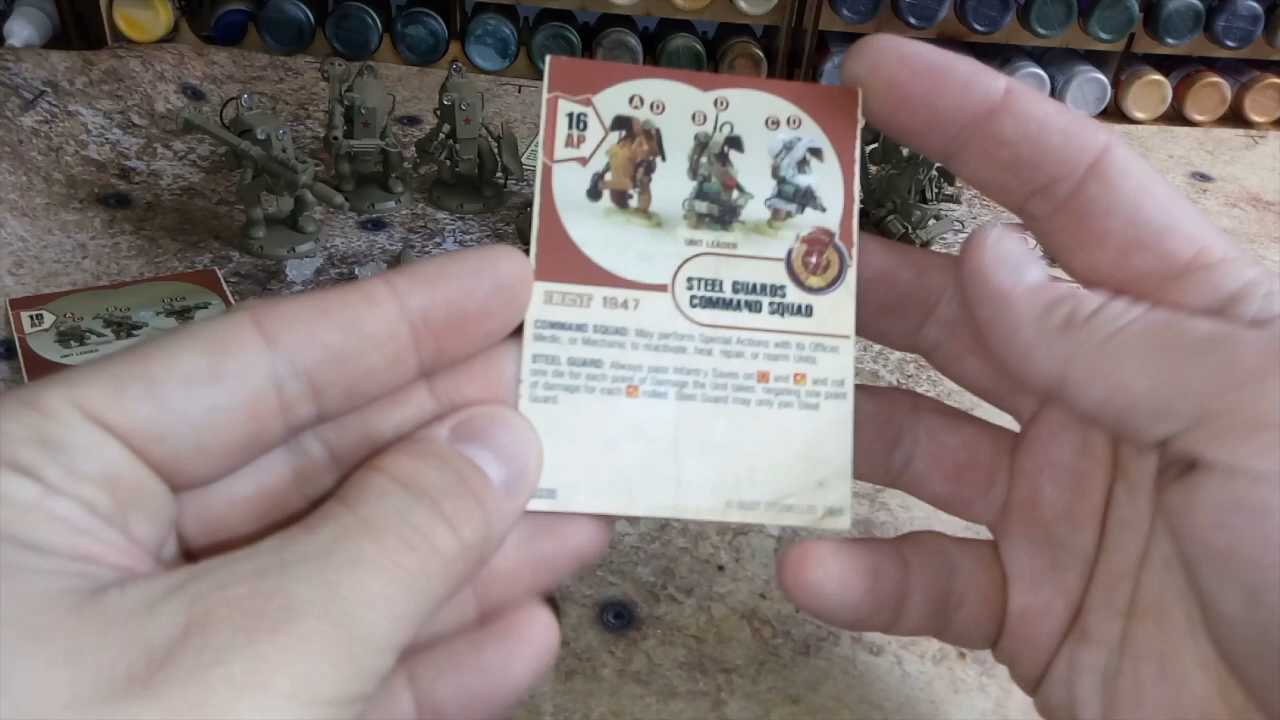 16
AP
A D
D
B
C D
UNIT LEADER
STEEL GUARDS
COMMAND SQUAD
DUST 1947
COMMAND SQUAD: May perform Special Actions with its Officer,
Medic, or Mechanic to reactivate, heal, repair, or rearm Units.
STEEL GUARD: Always pass Infantry Saves on and and roll
one die for each point of Damage the Unit takes, negating one point
of damage for each rolled. Steel Guard may only join Steel
Guard.
16
AP
UNIT LEADER